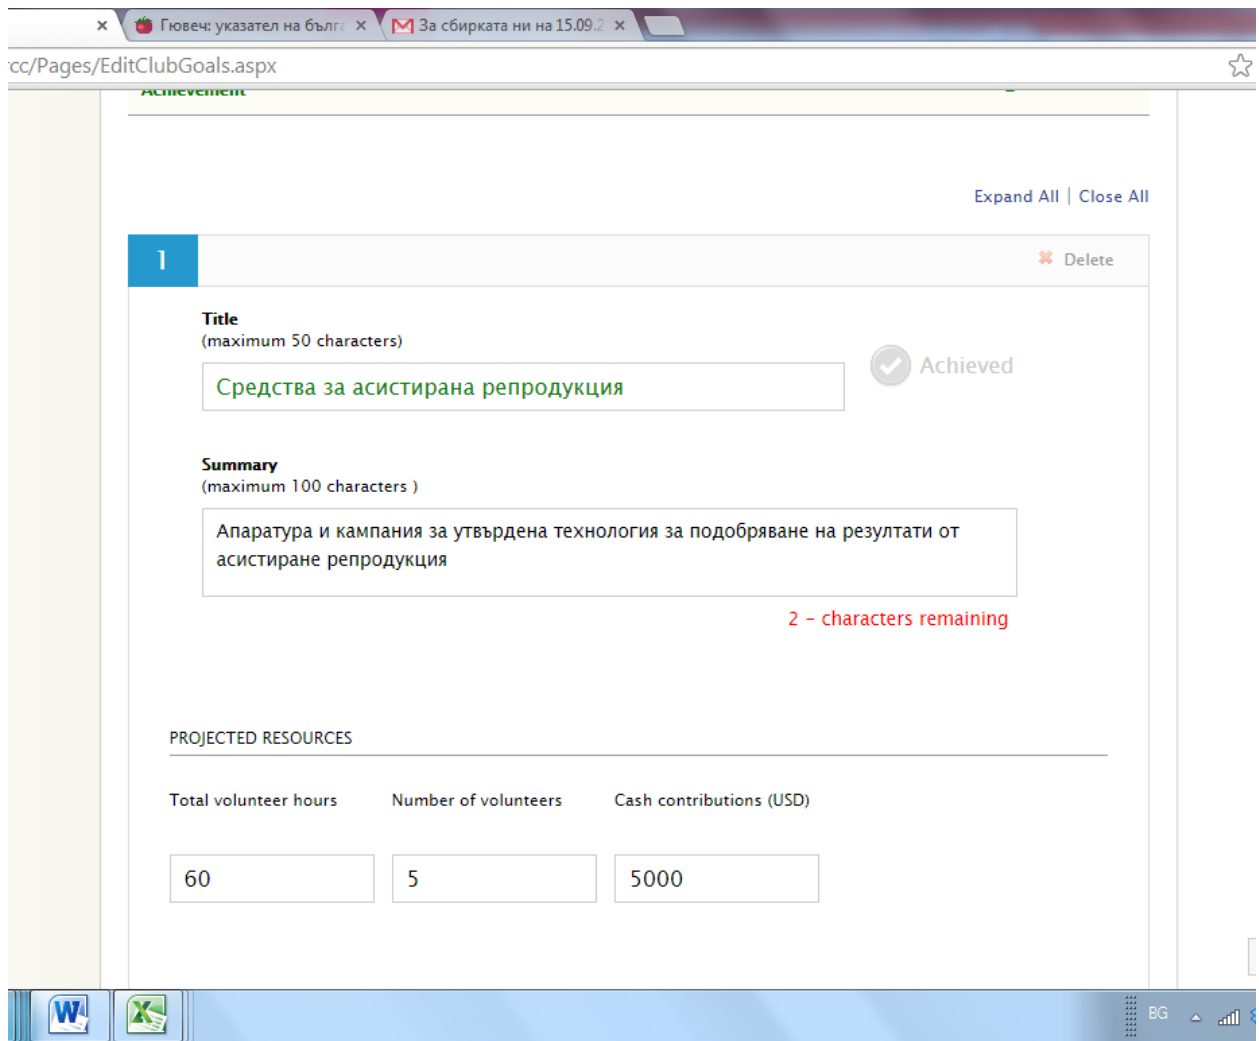 Гювеч: указател на бълга
За сбирката ни на 15.09.2
rcc/Pages/EditClubGoals.aspx
Achievement
Expand All | Close All
1
Delete
Title
(maximum 50 characters)
Средства за асистирана репродукция
Achieved
Summary
(maximum 100 characters )
Апаратура и кампания за утвърдена технология за подобряване на резултати от
асистиране репродукция
2 - characters remaining
PROJECTED RESOURCES
Total volunteer hours
Number of volunteers
Cash contributions (USD)
60
5
5000
BG